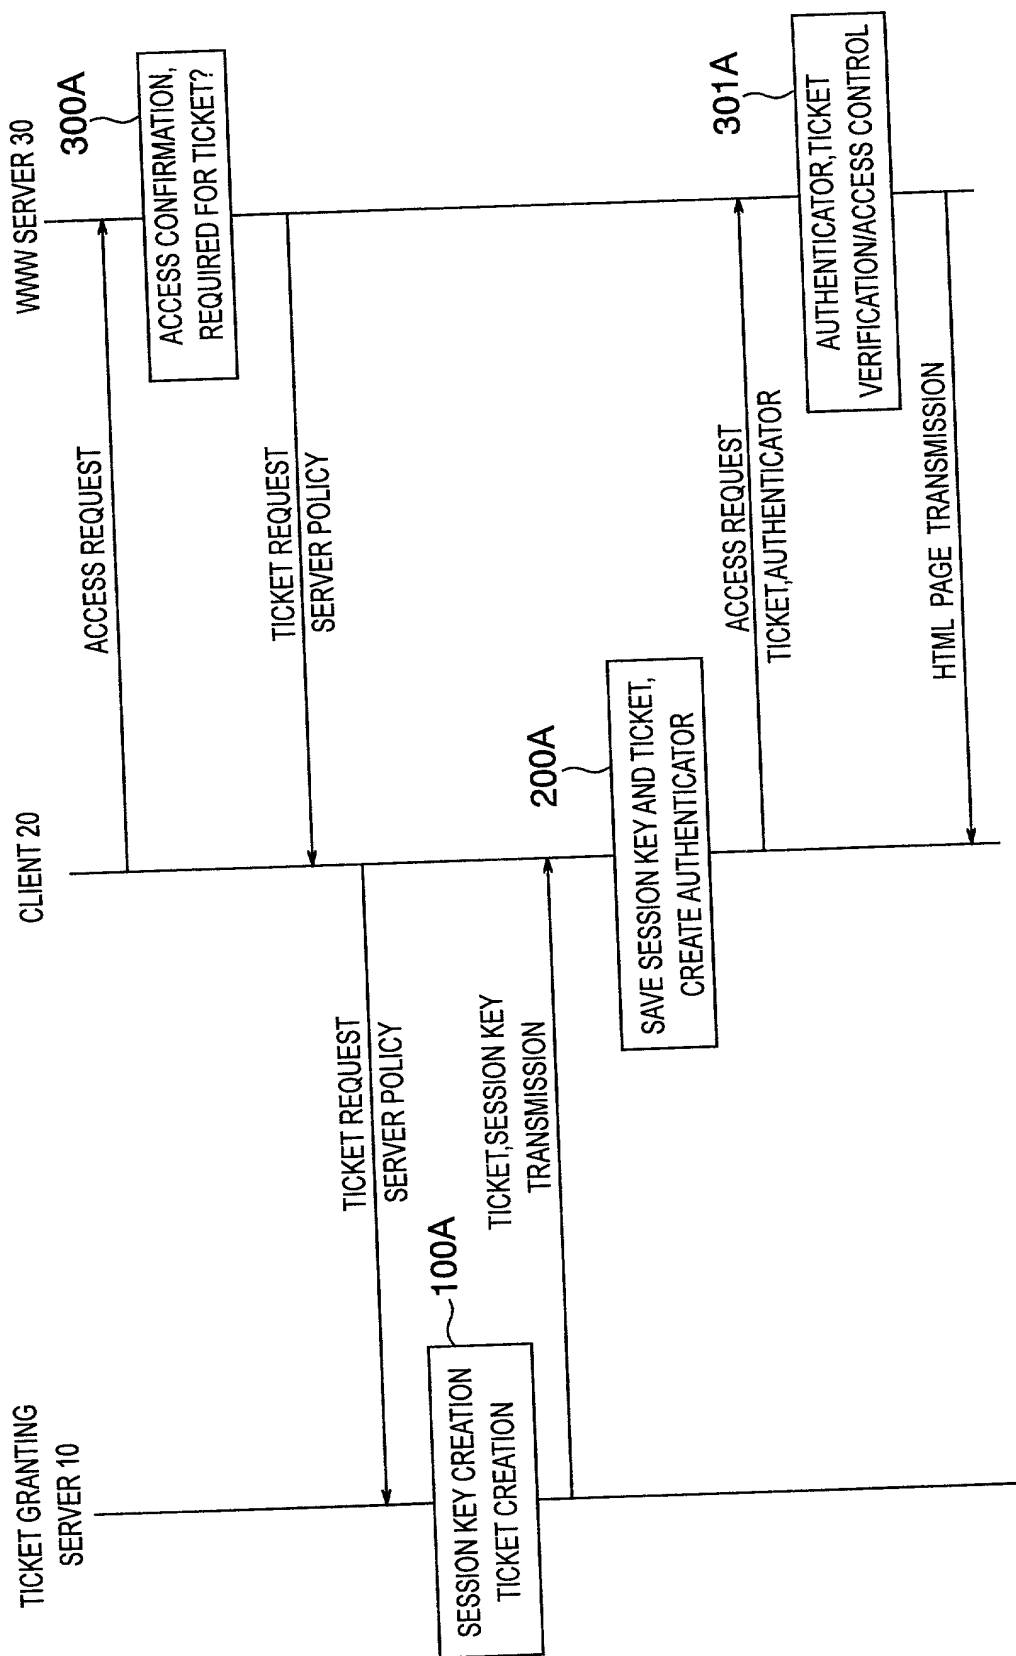 TICKET GRANTING
SERVER 10
CLIENT 20
WWW SERVER 30
ACCESS REQUEST
300A
ACCESS CONFIRMATION,
REQUIRED FOR TICKET?
TICKET REQUEST
SERVER POLICY
TICKET REQUEST
SERVER POLICY
100A
SESSION KEY CREATION
TICKET CREATION
TICKET,SESSION KEY
TRANSMISSION
200A
SAVE SESSION KEY AND TICKET,
CREATE AUTHENTICATOR
ACCESS REQUEST
TICKET,AUTHENTICATOR
301A
AUTHENTICATOR,TICKET
VERIFICATION/ACCESS CONTROL
HTML PAGE TRANSMISSION